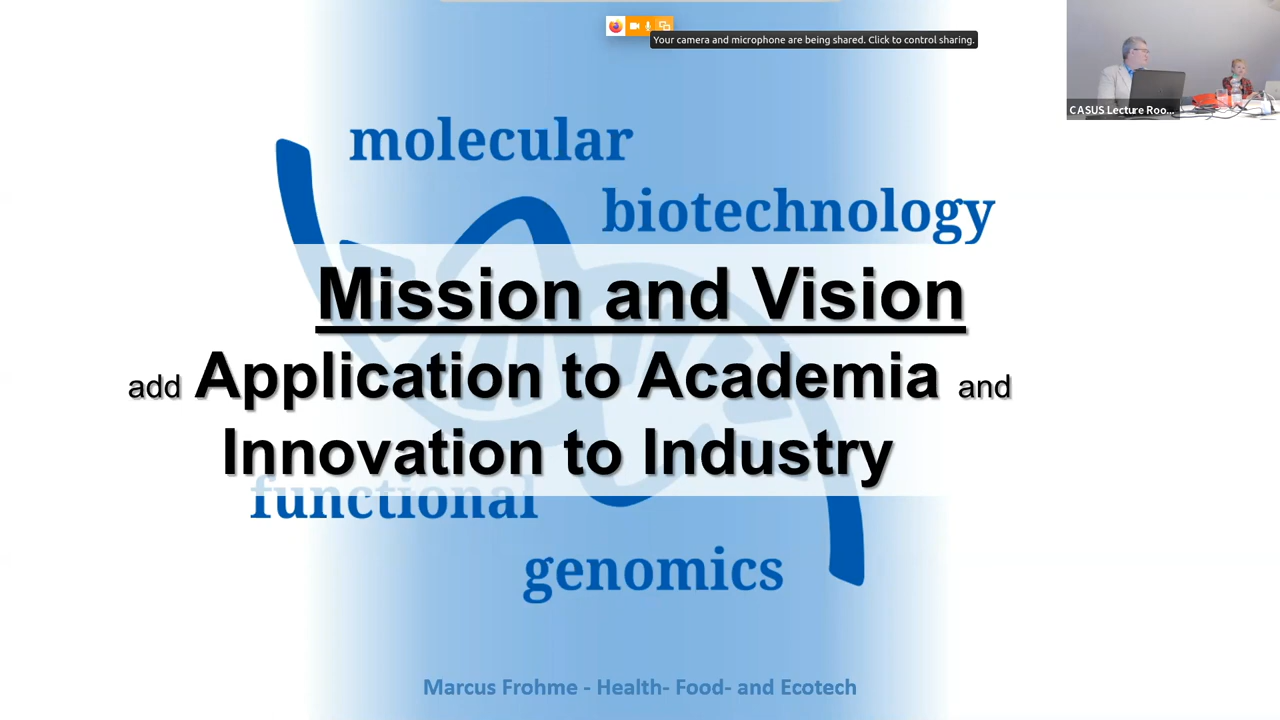 Your camera and microphone are being shared. Click to control sharing.
CASUS Lecture Roo...
molecular
biotechnology
Mission and Vision
add Application to Academia and
Innovation to Industry
functional
genomics
Marcus Frohme - Health- Food- and Ecotech